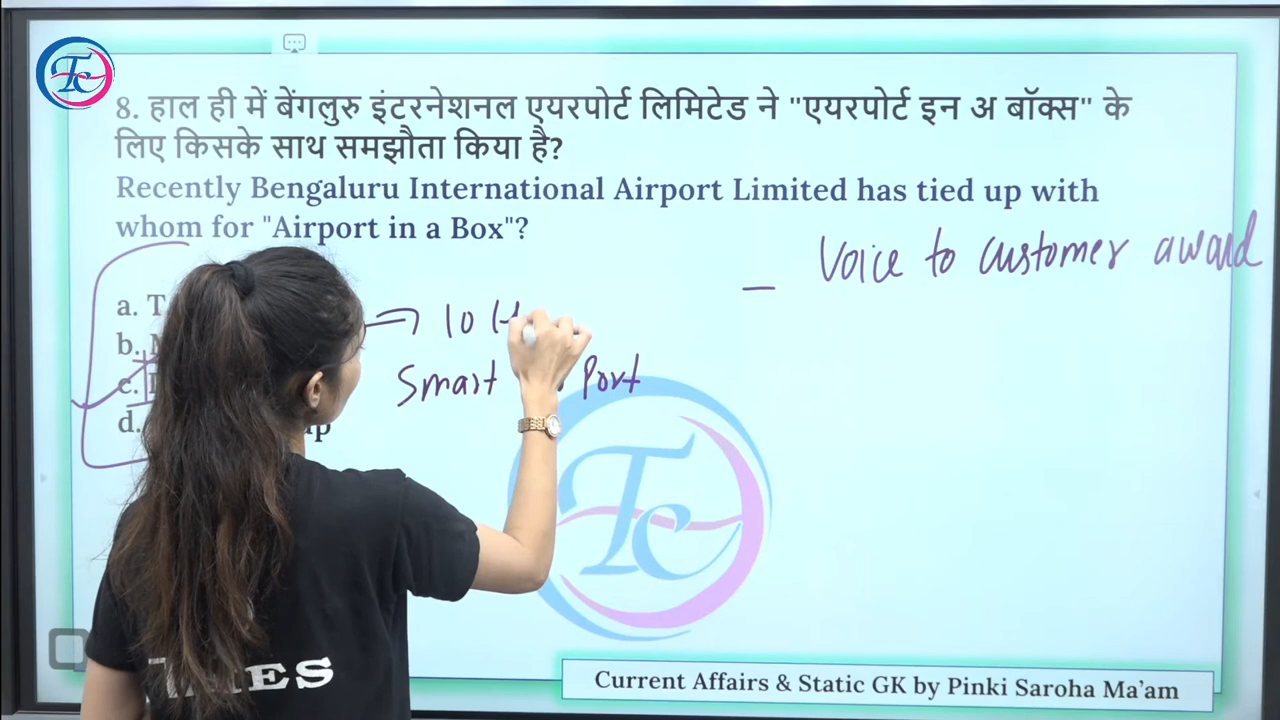 Tc
8. हाल ही में बेंगलुरु इंटरनेशनल एयरपोर्ट लिमिटेड ने "एयरपोर्ट इन अ बॉक्स" के
लिए किसके साथ समझौता किया है?
Recently Bengaluru International Airport Limited has tied up with
whom for "Airport in a Box"?
_ Voice to customer award
a. T
b.
c.
d.
10
Smart Port
Tc
Current Affairs & Static GK by Pinki Saroha Ma'am